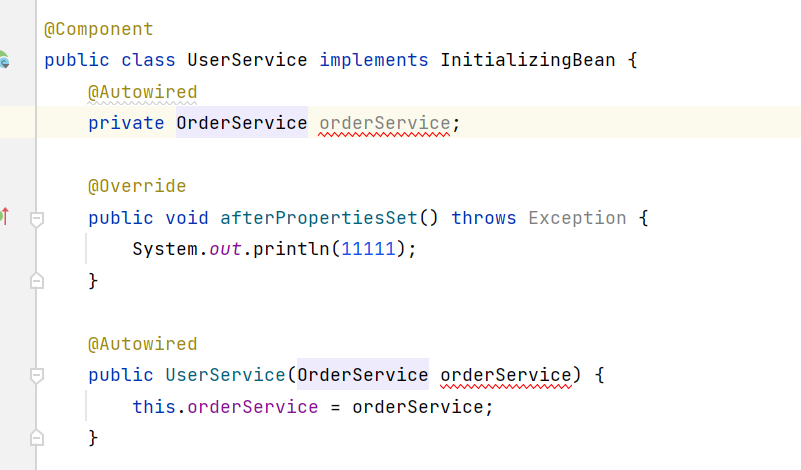 @Component
public class UserService implements InitializingBean {
@Autowired
private OrderService orderService;
@Override
public void afterPropertiesSet() throws Exception {
System.out.println(11111);
}
@Autowired
public UserService(OrderService orderService) {
this.orderService = orderService;
}